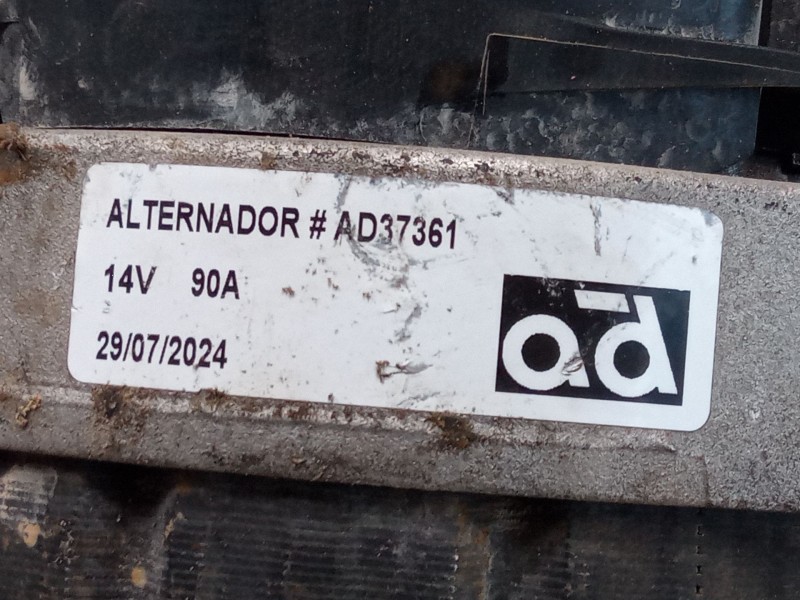 ALTERNADOR # AD37361
14V 90A
29/07/2024
ad